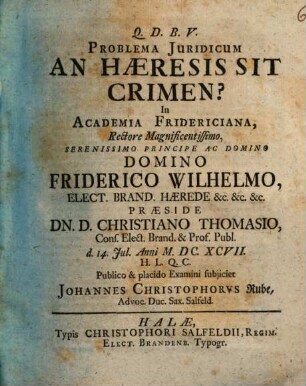 Q. D. B. V.
PROBLEMA JURIDICUM
AN HÆRESIS SIT
CRIMEN?
In
ACADEMIA FRIDERICIANA,
Rectore Magnificentissimo,
SERENISSIMO PRINCIPE AC DOMINO
DOMINO
FRIDERICO WILHELMO,
ELECT. BRAND. HÆREDE &c. &c. &c.
PRÆSIDE
DN. D. CHRISTIANO THOMASIO,
Cons. Elect. Brand. & Prof. Publ.
d. 14. Jul. Anni M. DC. XCVII.
H. L. Q. C.
Publico & placido Examini subjiciet
JOHANNES CHRISTOPHORVS Rube,
Advoc. Duc. Sax. Salfeld.
HALÆ,
Typis CHRISTOPHORI SALFELDII, REGIM.
ELECT. BRANDENB. Typogr.